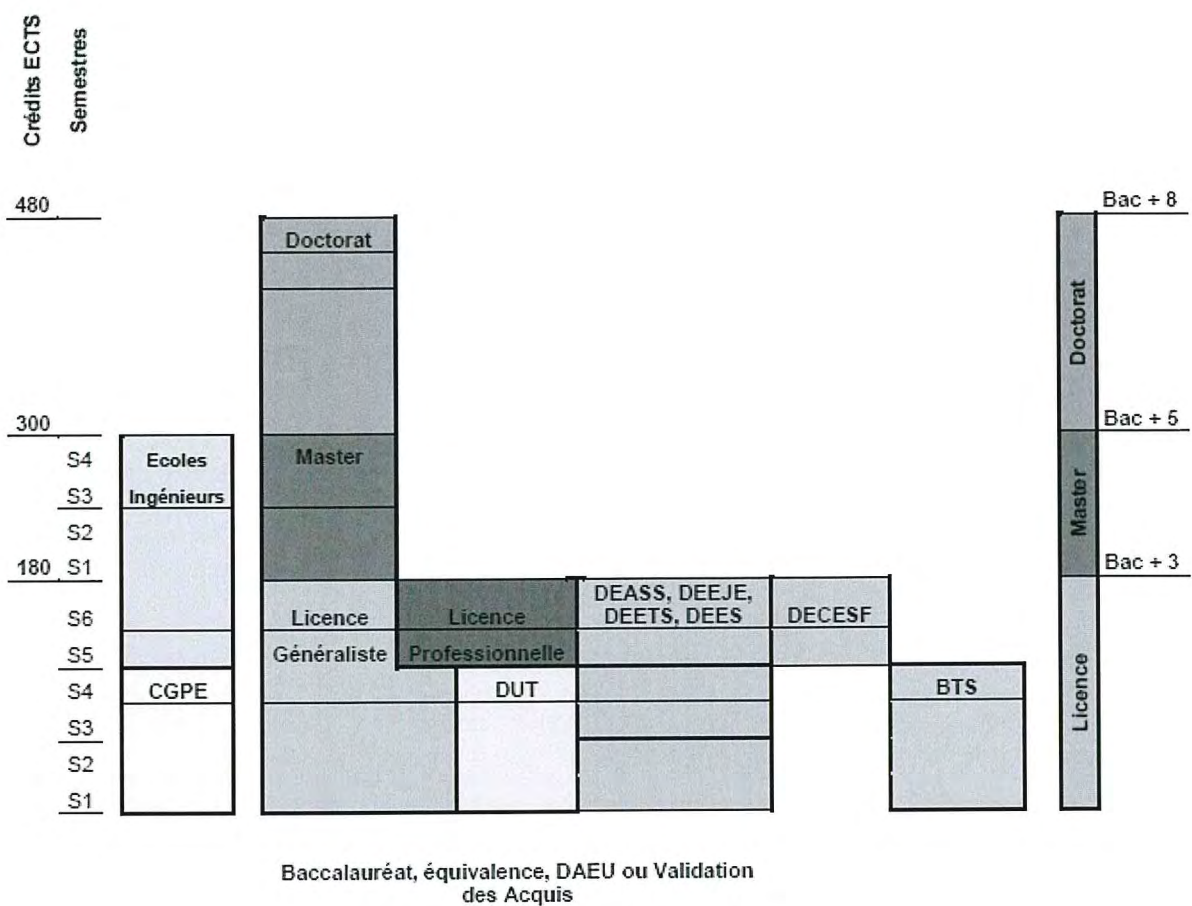 Crédits ECTS
Semestres
480
Bac + 8
Doctorat
Doctorat
300
Bac + 5
S4
Ecoles
Master
S3
Ingénieurs
Master
S2
S1
180
Bac + 3
DEASS, DEEJE,
S6
Licence
Licence
DEETS, DEES
DECESF
S5
Généraliste
Professionnelle
S4
CGPE
DUT
BTS
Licence
S3
S2
S1
Baccalauréat, équivalence, DAEU ou Validation
des Acquis